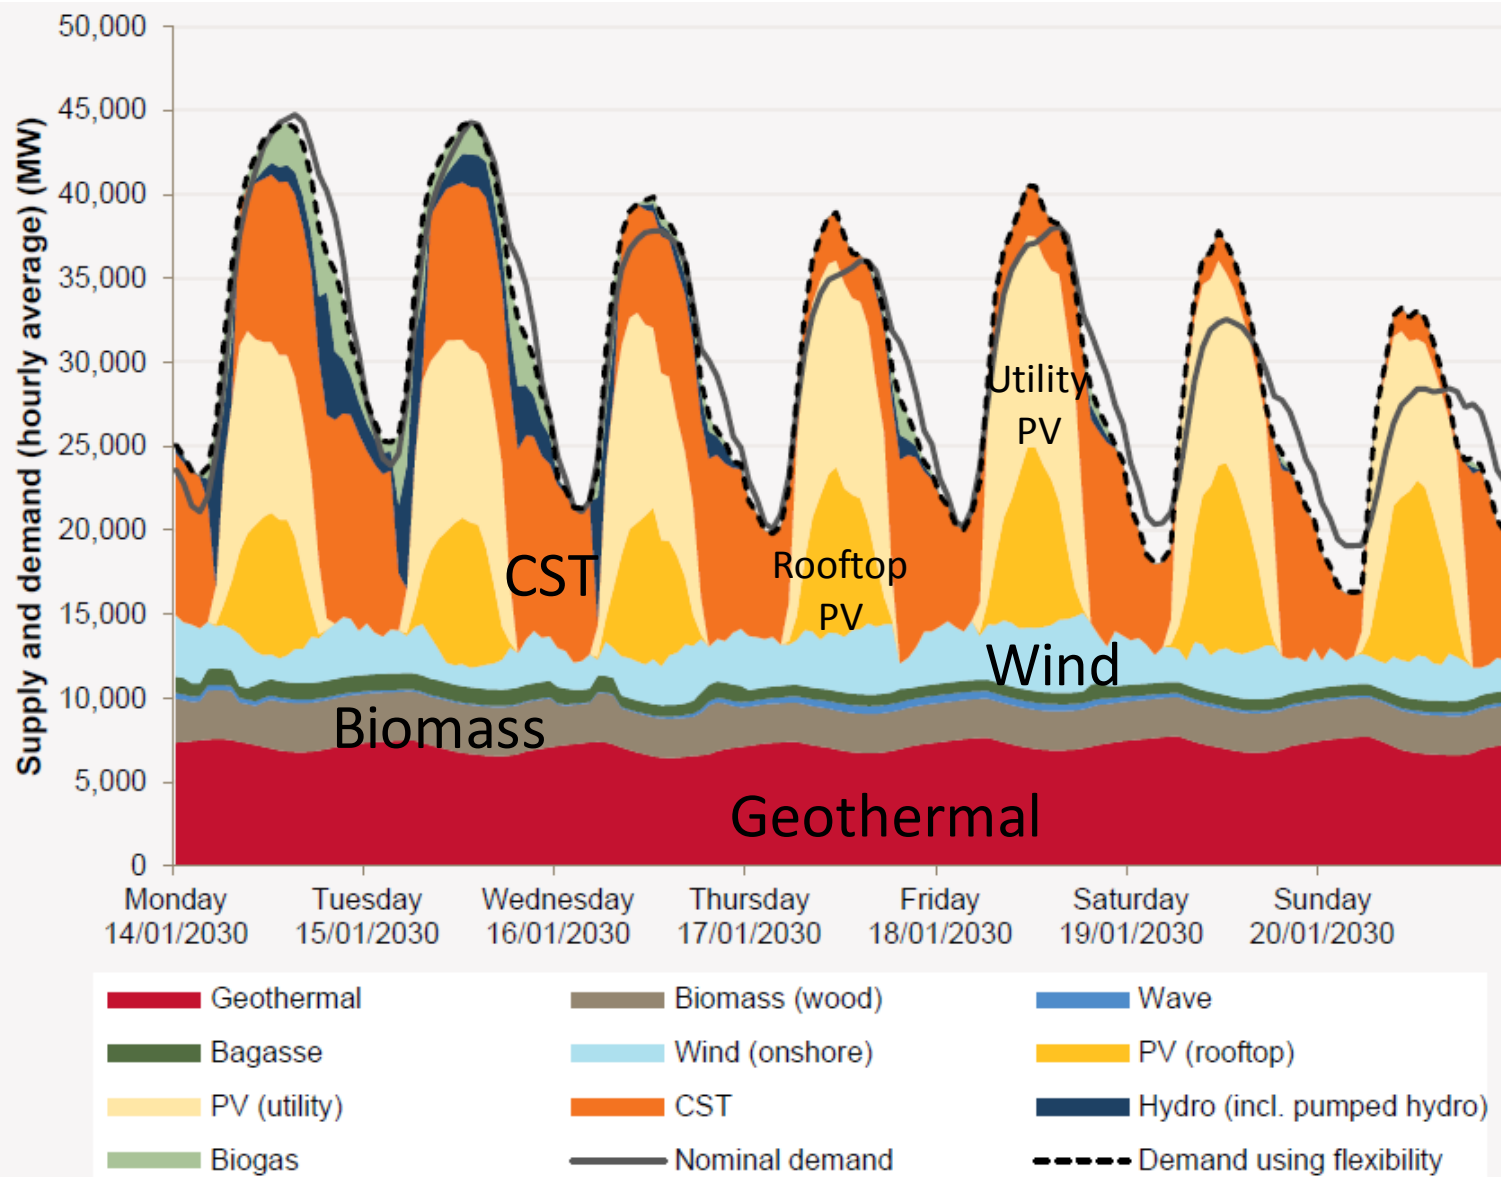 50,000
45,000
40,000
35,000
30,000
25,000
20,000
15,000
10,000
5,000
0
Supply and demand (hourly average) (MW)
Utility
PV
CST
Rooftop
PV
Wind
Biomass
Geothermal
Monday Tuesday Wednesday Thursday Friday Saturday Sunday
14/01/2030 15/01/2030 16/01/2030 17/01/2030 18/01/2030 19/01/2030 20/01/2030
Geothermal Biomass (wood) Wave
Bagasse Wind (onshore) PV (rooftop)
PV (utility) CST Hydro (incl. pumped hydro)
Biogas Nominal demand Demand using flexibility